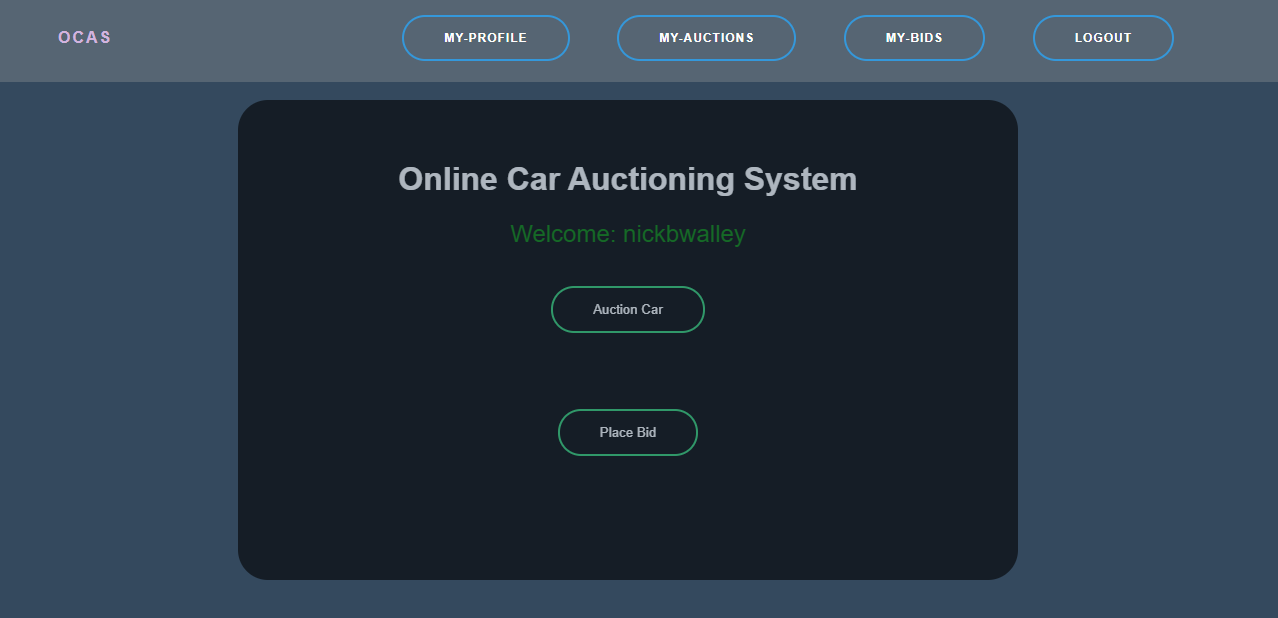 OCAS MY-PROFILE MY-AUCTIONS MY-BIDS LOGOUT
Online Car Auctioning System
Welcome: nickbwalley
Auction Car
Place Bid